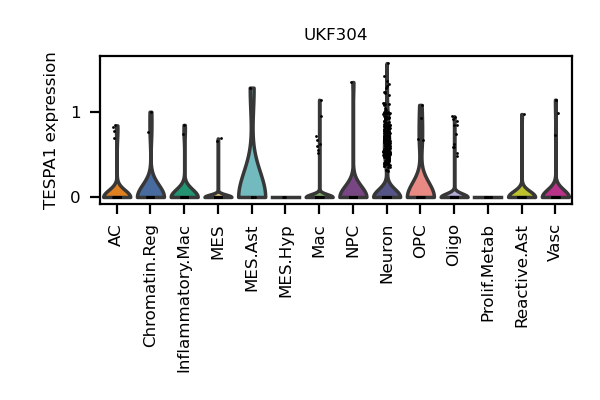 UKF304
TESPA1 expression
1
0
AC
Chromatin.Reg
Inflammatory.Mac
MES
MES.Ast
MES.Hyp
Mac
NPC
Neuron
OPC
Oligo
Prolif.Metab
Reactive.Ast
Vasc